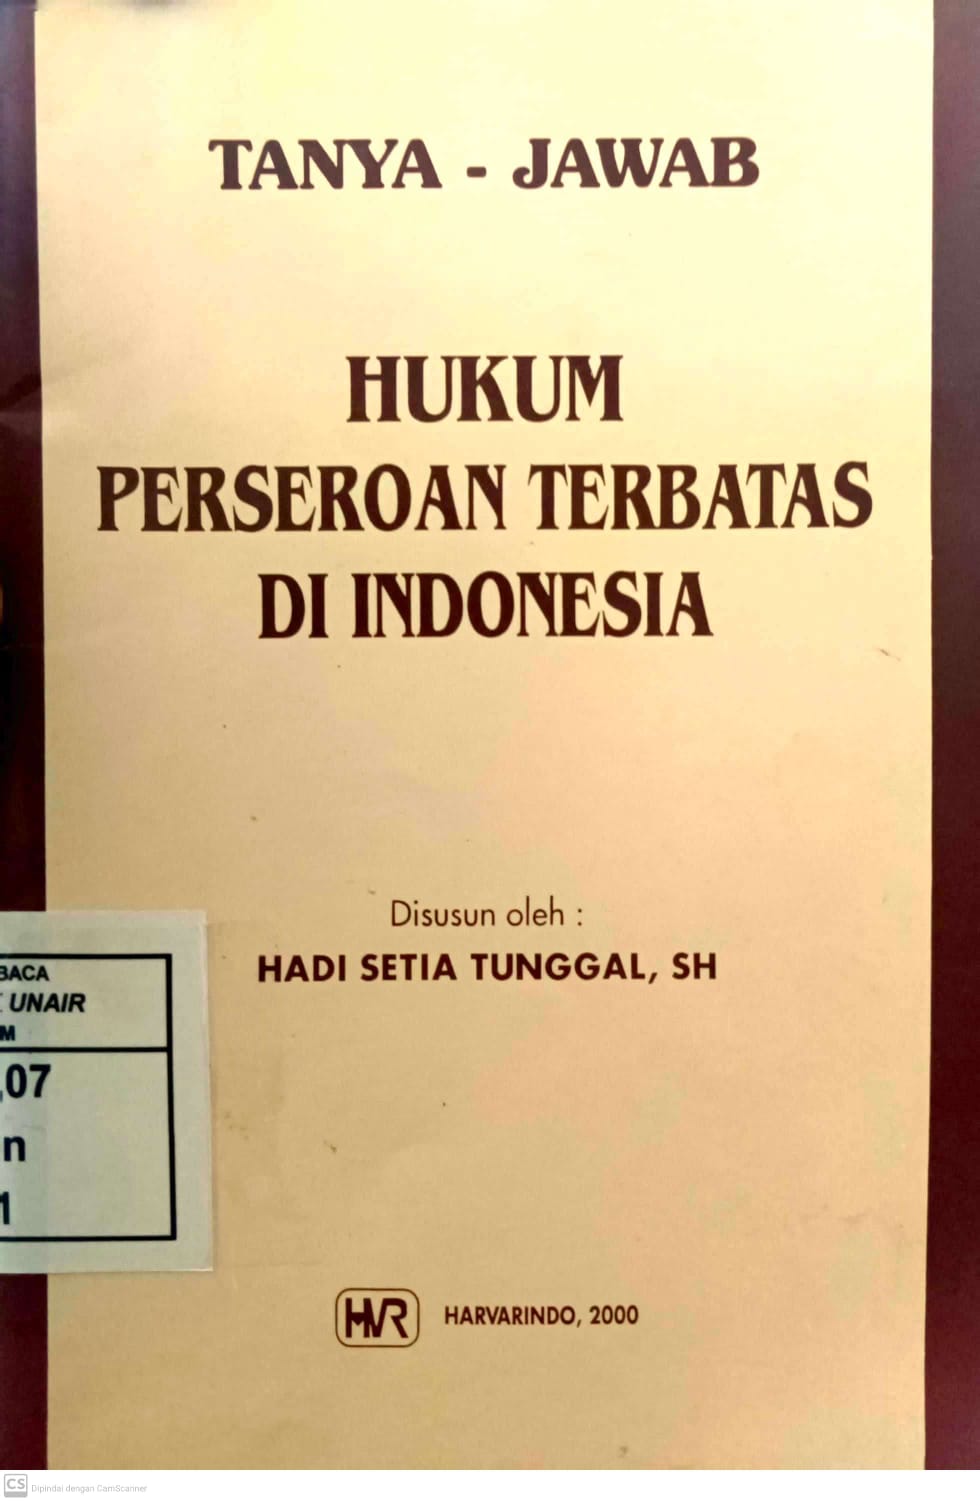 TANYA - JAWAB
HUKUM
PERSEROAN TERBATAS
DI INDONESIA
Disusun oleh :
HADI SETIA TUNGGAL, SH
BACA
UNAIR
M
,07
n
1
HVR HARVARINDO, 2000
CS Dipindai dengan CamScanner